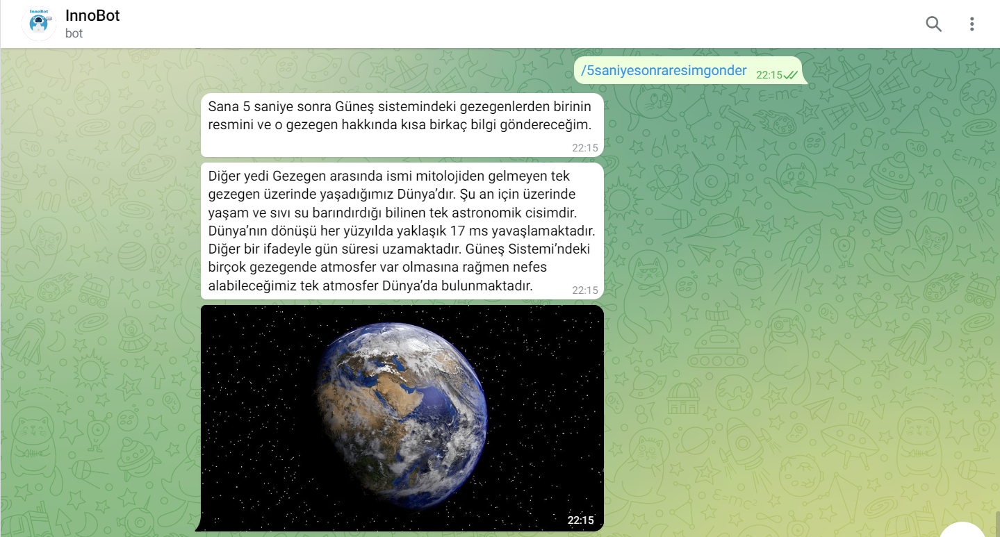 InnoBot
InnoBot
bot
/5saniyesonraresimgonder 22:15
Sana 5 saniye sonra Güneş sistemindeki gezegenlerden birinin
resmini ve o gezegen hakkında kısa birkaç bilgi göndereceğim.
22:15
Diğer yedi Gezegen arasında ismi mitolojiden gelmeyen tek
gezegen üzerinde yaşadığımız Dünya’dır. Şu an için üzerinde
yaşam ve sıvı su barındırdığı bilinen tek astronomik cisimdir.
Dünya’nın dönüşü her yüzyılda yaklaşık 17 ms yavaşlamaktadır.
Diğer bir ifadeyle gün süresi uzamaktadır. Güneş Sistemi’ndeki
birçok gezegende atmosfer var olmasına rağmen nefes
alabileceğimiz tek atmosfer Dünya’da bulunmaktadır. 22:15
22:15